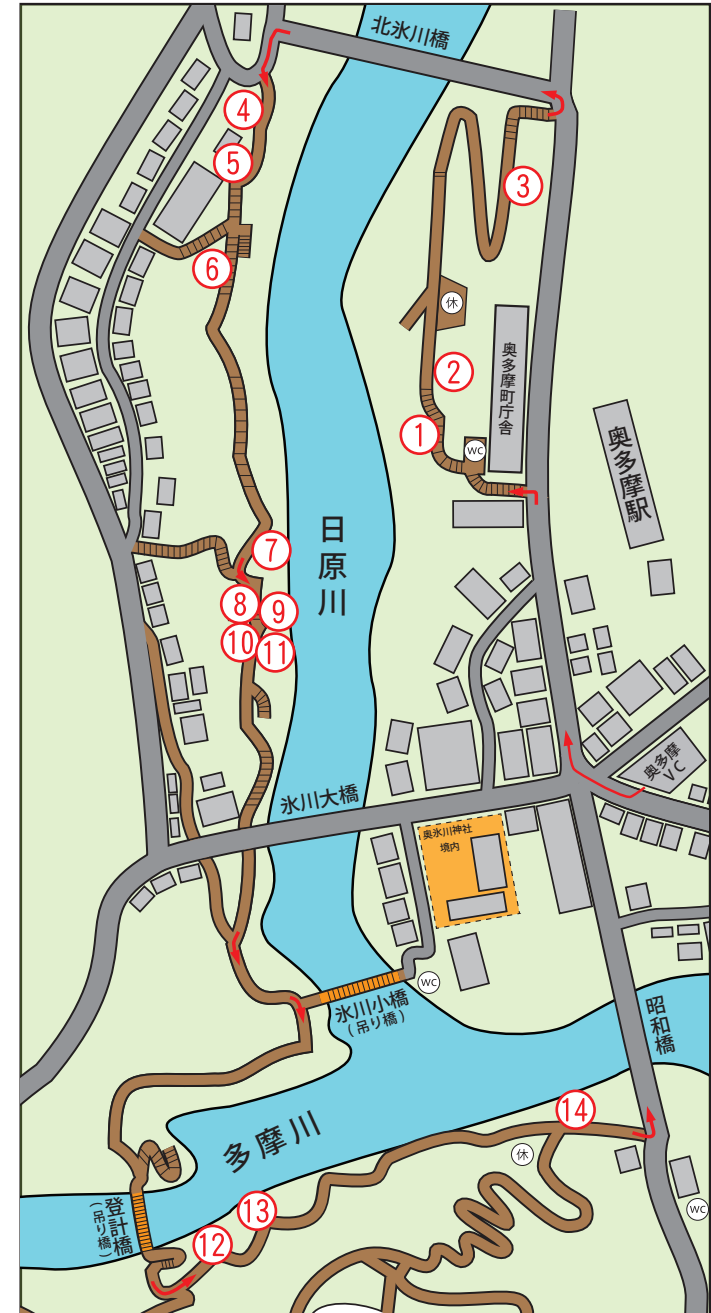 北氷川橋
④
⑤
③
⑥
休
②
奥多摩町庁舎
①
WC
奥多摩駅
日原川
⑦
⑧
⑨
⑩
⑪
奥多摩
VC
氷川大橋
奥氷川神社
境内
WC
氷川小橋
(吊り橋)
昭和橋
多摩川
⑭
休
WC
登計橋
(吊り橋)
⑬
⑫